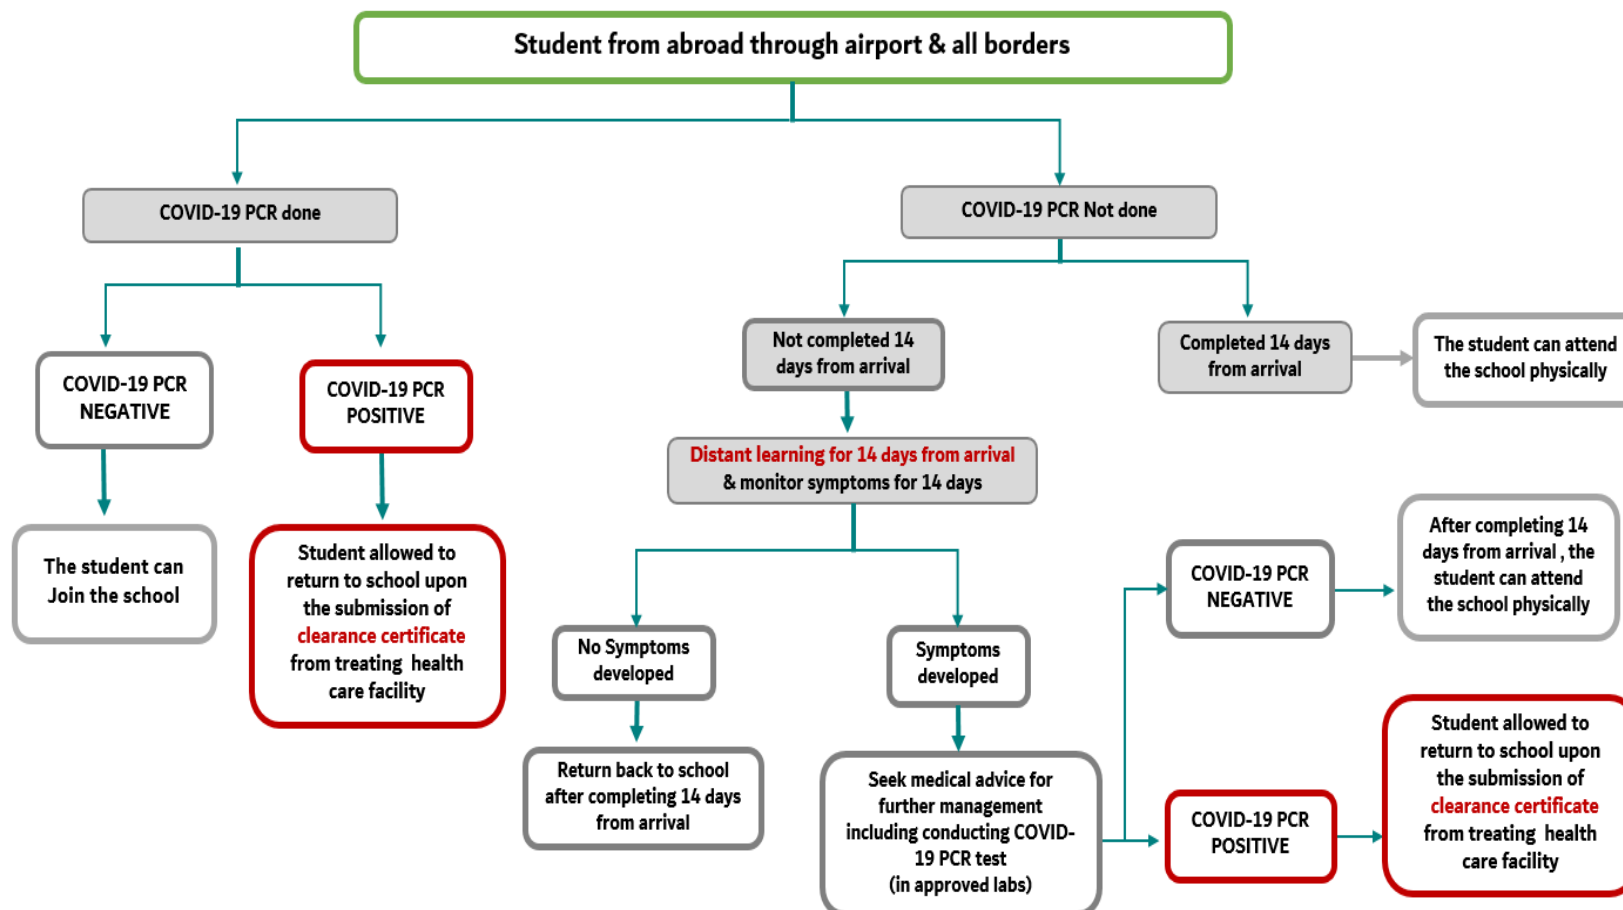 Student from abroad through airport & all borders
COVID-19 PCR done
COVID-19 PCR Not done
COVID-19 PCR
NEGATIVE
COVID-19 PCR
POSITIVE
Not completed 14
days from arrival
Completed 14 days
from arrival
The student can attend
the school physically
Distant learning for 14 days from arrival
& monitor symptoms for 14 days
The student can
Join the school
Student allowed to
return to school upon
the submission of
clearance certificate
from treating health
care facility
No Symptoms
developed
Symptoms
developed
COVID-19 PCR
NEGATIVE
After completing 14
days from arrival , the
student can attend
the school physically
Return back to school
after completing 14 days
from arrival
Seek medical advice for
further management
including conducting COVID-
19 PCR test
(in approved labs)
COVID-19 PCR
POSITIVE
Student allowed to
return to school upon
the submission of
clearance certificate
from treating health
care facility